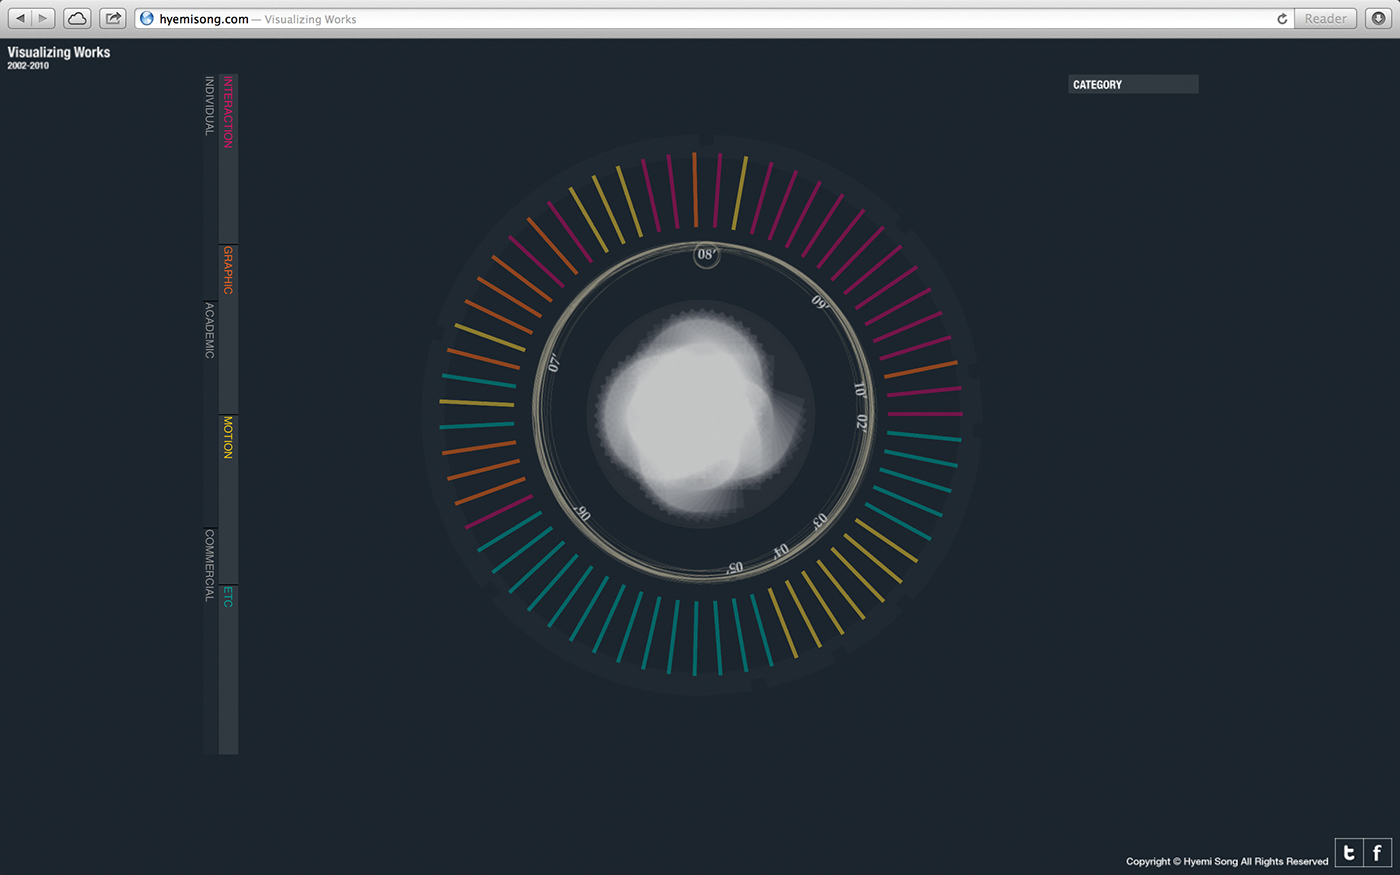 hyemisong.com — Visualizing Works
Reader
Visualizing Works
2002-2010
INDIVIDUAL
ACADEMIC
COMMERCIAL
INTERACTION
GRAPHIC
MOTION
ETC
CATEGORY
08'
09'
10'
02'
03'
04'
05'
06'
07'
Copyright © Hyemi Song All Rights Reserved
t f